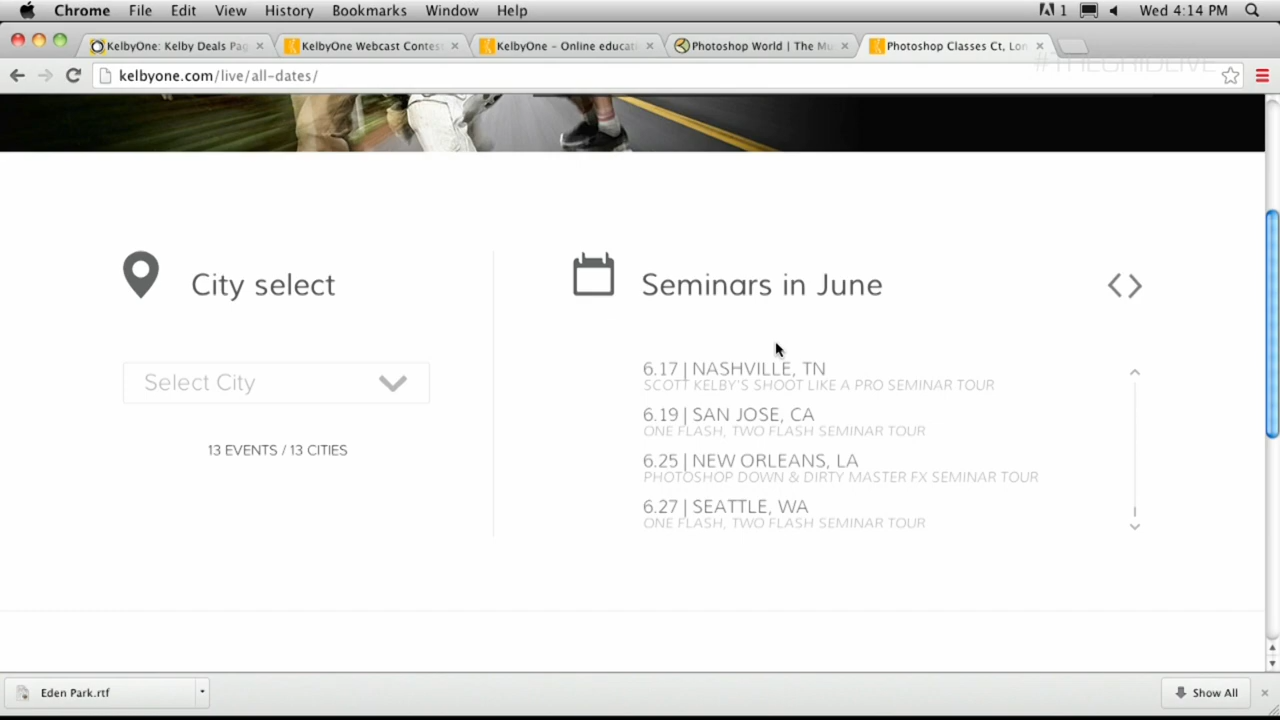 Chrome File Edit View History Bookmarks Window Help 1 Wed 4:14 PM
KelbyOne: Kelby Deals Pag KelbyOne Webcast Contes KelbyOne – Online educati Photoshop World | The Mu Photoshop Classes Ct, Lon
#THEGRIDLIVE
kelbyone.com/live/all-dates/
City select
Select City
13 EVENTS / 13 CITIES
Seminars in June
6.17 | NASHVILLE, TN
SCOTT KELBY'S SHOOT LIKE A PRO SEMINAR TOUR
6.19 | SAN JOSE, CA
ONE FLASH, TWO FLASH SEMINAR TOUR
6.25 | NEW ORLEANS, LA
PHOTOSHOP DOWN & DIRTY MASTER FX SEMINAR TOUR
6.27 | SEATTLE, WA
ONE FLASH, TWO FLASH SEMINAR TOUR
Eden Park.rtf Show All